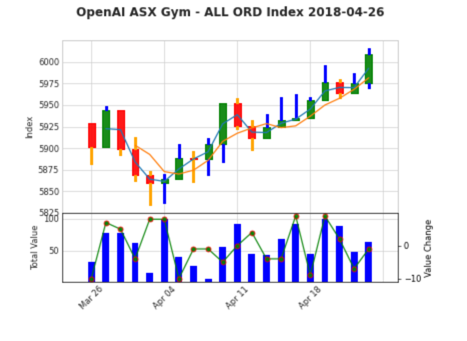 OpenAI ASX Gym - ALL ORD Index 2018-04-26
6000
5975
5950
5925
5900
5875
5850
5825
Index
100
50
Total Value
0
−10
Value Change
Mar 26
Apr 04
Apr 11
Apr 18